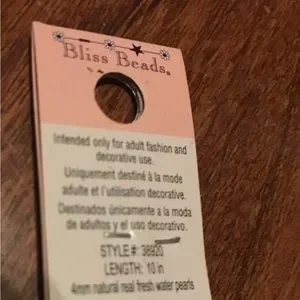 Bliss Beads®
Intended only for adult fashion and
decorative use.
Uniquement destiné à la mode
adulte et l'utilisation decorative.
Destinados únicamente a la moda
de adultos y el uso decorativo.
STYLE #: 38920
LENGTH: 10 in
4mm natural real fresh water pearls